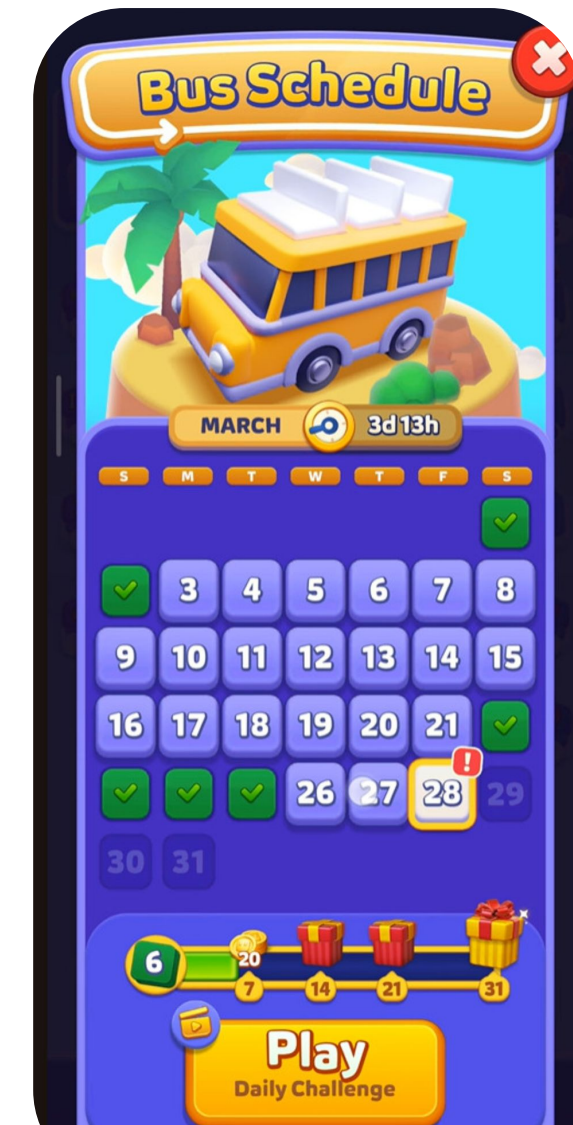 Bus Schedule
MARCH 3d 13h
S M T W T F S
3 4 5 6 7 8
9 10 11 12 13 14 15
16 17 18 19 20 21
26 27 28 !
29
30 31
6 20
7 14 21 31
Play
Daily Challenge